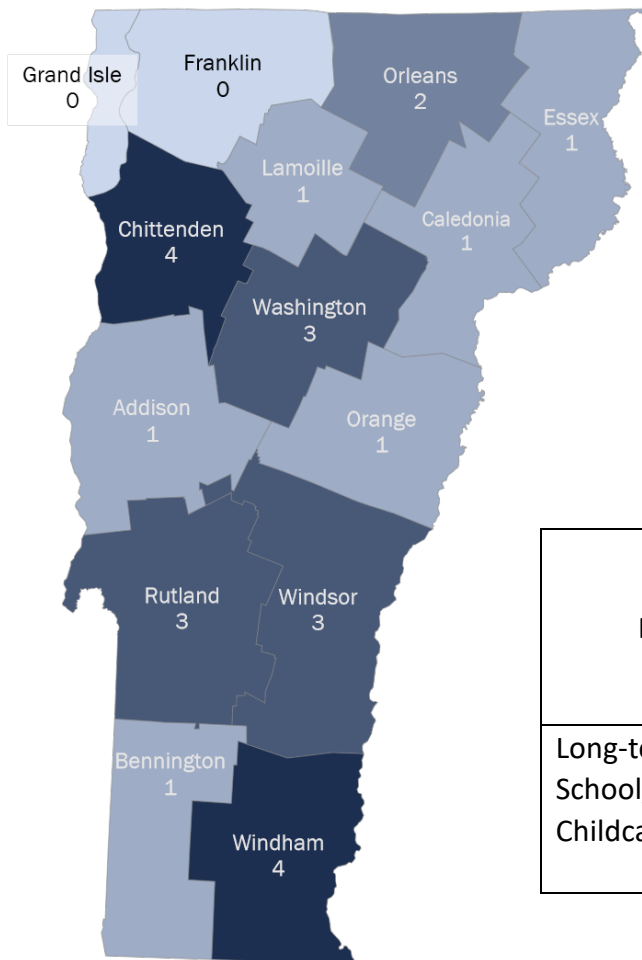 Grand Isle
0
Franklin
0
Orleans
2
Essex
1
Lamoille
1
Caledonia
1
Chittenden
4
Washington
3
Addison
1
Orange
1
Rutland
3
Windsor
3
Bennington
1
Windham
4
Long-t
School
Childca